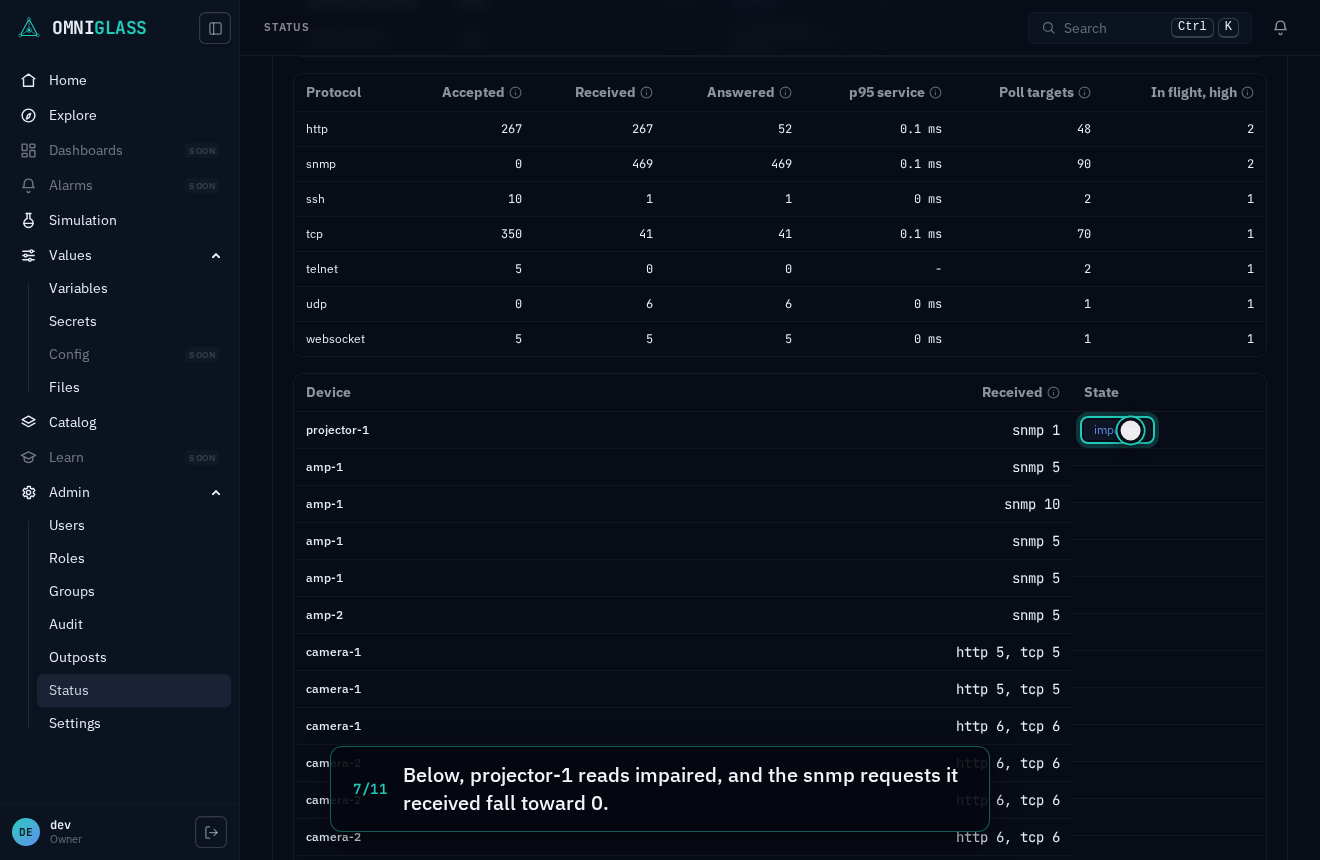 OMNIGLASS
STATUS
Search
Ctrl K
Home
Explore
Dashboards SOON
Alarms SOON
Simulation
Values
Variables
Secrets
Config SOON
Files
Catalog
Learn SOON
Admin
Users
Roles
Groups
Audit
Outposts
Status
Settings
DE
dev
Owner
Protocol Accepted Received Answered p95 service Poll targets In flight, high
http 267 267 52 0.1 ms 48 2
snmp 0 469 469 0.1 ms 90 2
ssh 10 1 1 0 ms 2 1
tcp 350 41 41 0.1 ms 70 1
telnet 5 0 0 - 2 1
udp 0 6 6 0 ms 1 1
websocket 5 5 5 0 ms 1 1
Device Received State
projector-1 snmp 1
amp-1 snmp 5
amp-1 snmp 10
amp-1 snmp 5
amp-1 snmp 5
amp-2 snmp 5
camera-1 http 5, tcp 5
camera-1 http 5, tcp 5
camera-1 http 6, tcp 6
camera-2 http 6, tcp 6
camera-2 http 6, tcp 6
camera-2 http 6, tcp 6
7/11
Below, projector-1 reads impaired, and the snmp requests it
received fall toward 0.